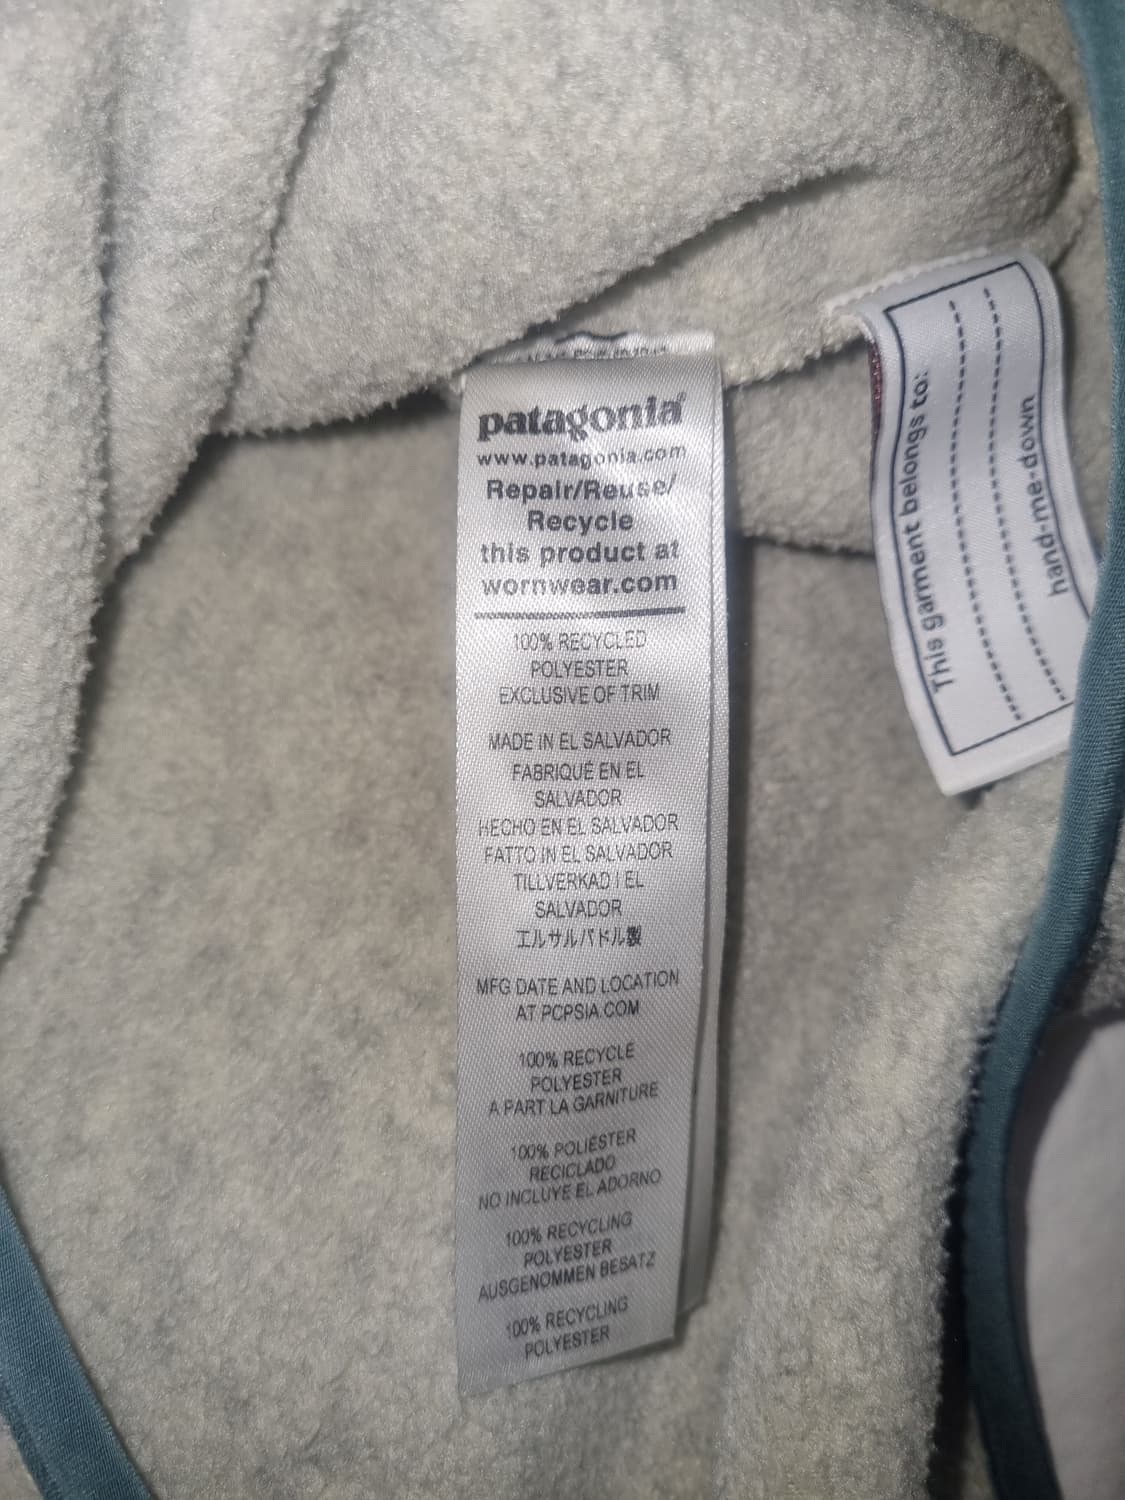 patagonia®
www.patagonia.com
Repair/Reuse/
Recycle
this product at
wornwear.com
100% RECYCLED
POLYESTER
EXCLUSIVE OF TRIM
MADE IN EL SALVADOR
FABRIQUÉ EN EL
SALVADOR
HECHO EN EL SALVADOR
FATTO IN EL SALVADOR
TILLVERKAD I EL
SALVADOR
エルサルバドル製
MFG DATE AND LOCATION
AT PCPSIA.COM
100% RECYCLE
POLYESTER
A PART LA GARNITURE
100% POLIÉSTER
RECICLADO
NO INCLUYE EL ADORNO
100% RECYCLING
POLYESTER
AUSGENOMMEN BESATZ
100% RECYCLING
POLYESTER
This garment belongs to:
hand-me-down